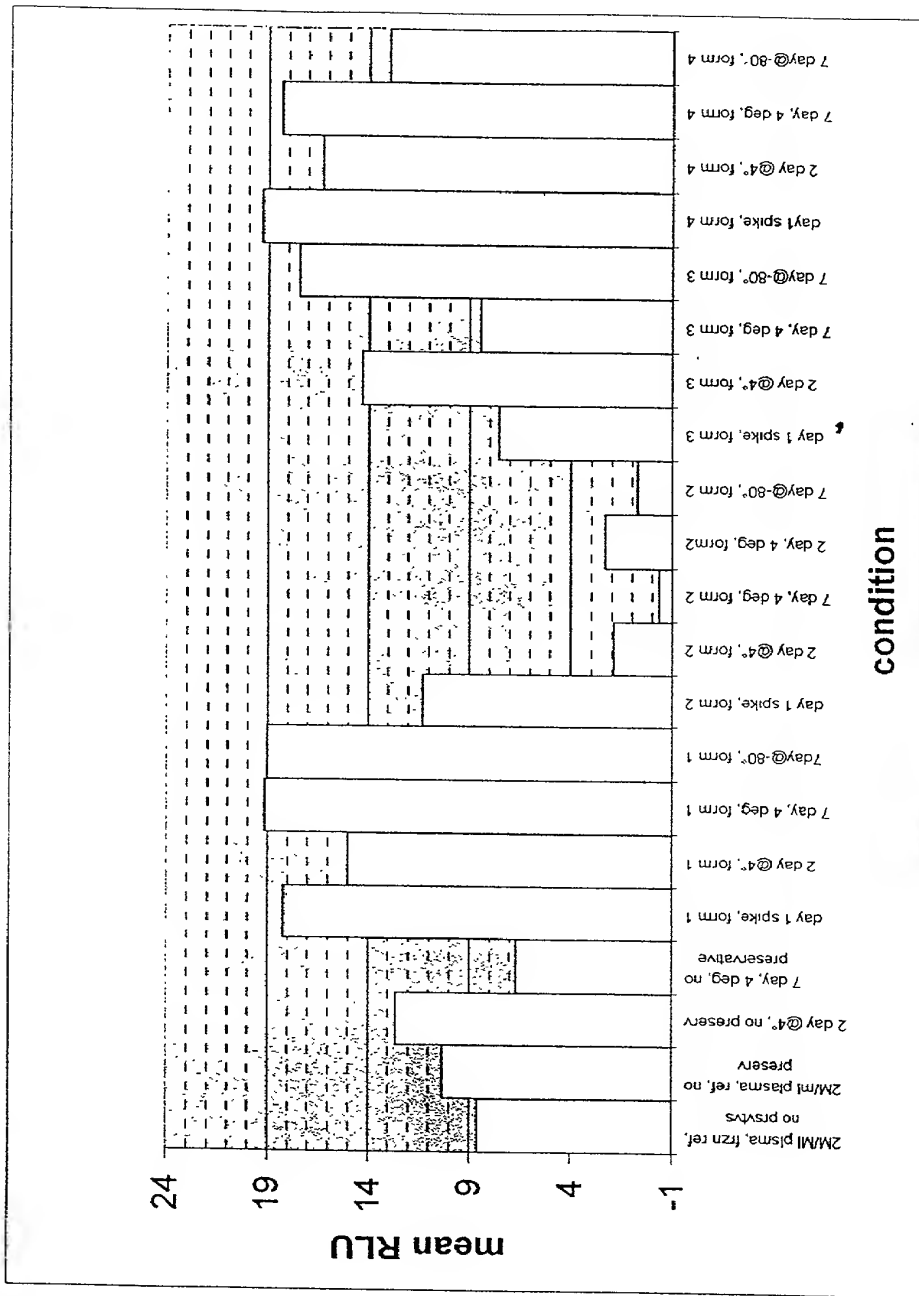 mean RLU
24
19
14
9
4
-1
2M/Ml plsma, frzn ref,
no prsvtvs
2M/ml plasma, ref, no
preserv
2 day @4°, no preserv
7 day, 4 deg, no
preservative
day 1 spike, form 1
2 day @4°, form 1
7 day, 4 deg, form 1
7day@-80°, form 1
day 1 spike, form 2
2 day @4°, form 2
7 day, 4 deg, form 2
2 day, 4 deg, form2
7 day@-80°, form 2
day 1 spike, form 3
2 day @4°, form 3
7 day, 4 deg, form 3
7 day@-80°, form 3
day1 spike, form 4
2 day @4°, form 4
7 day, 4 deg, form 4
7 day@-80°, form 4
condition